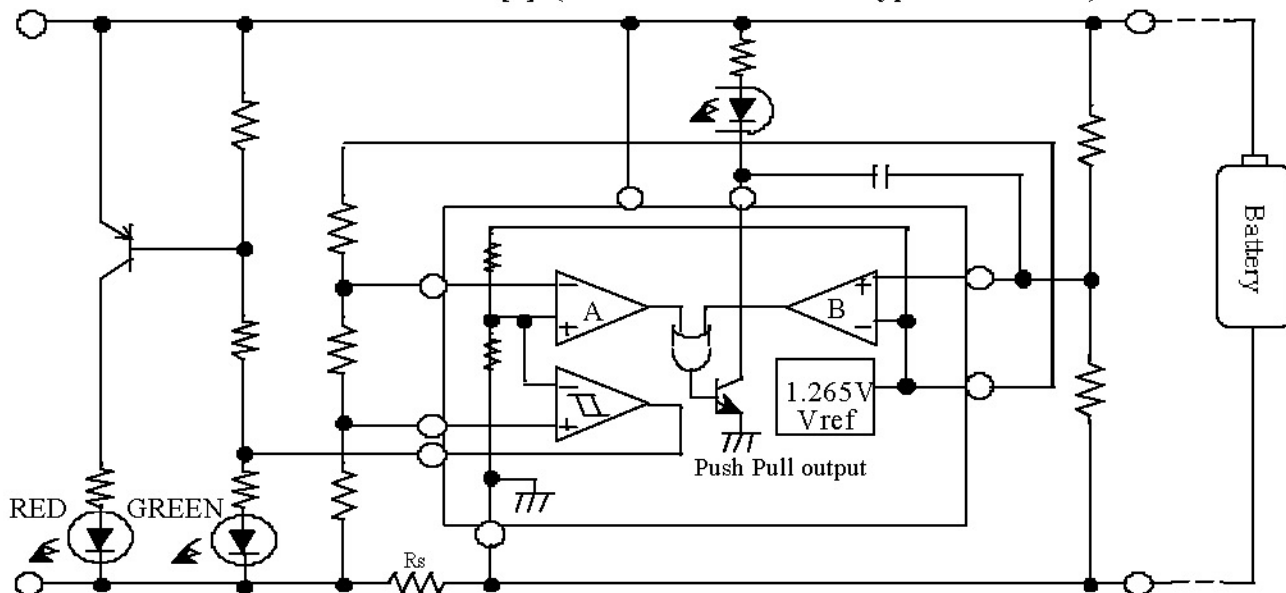 Battery
A
B
1.265V
Vref
Push Pull output
RED
GREEN
Rs